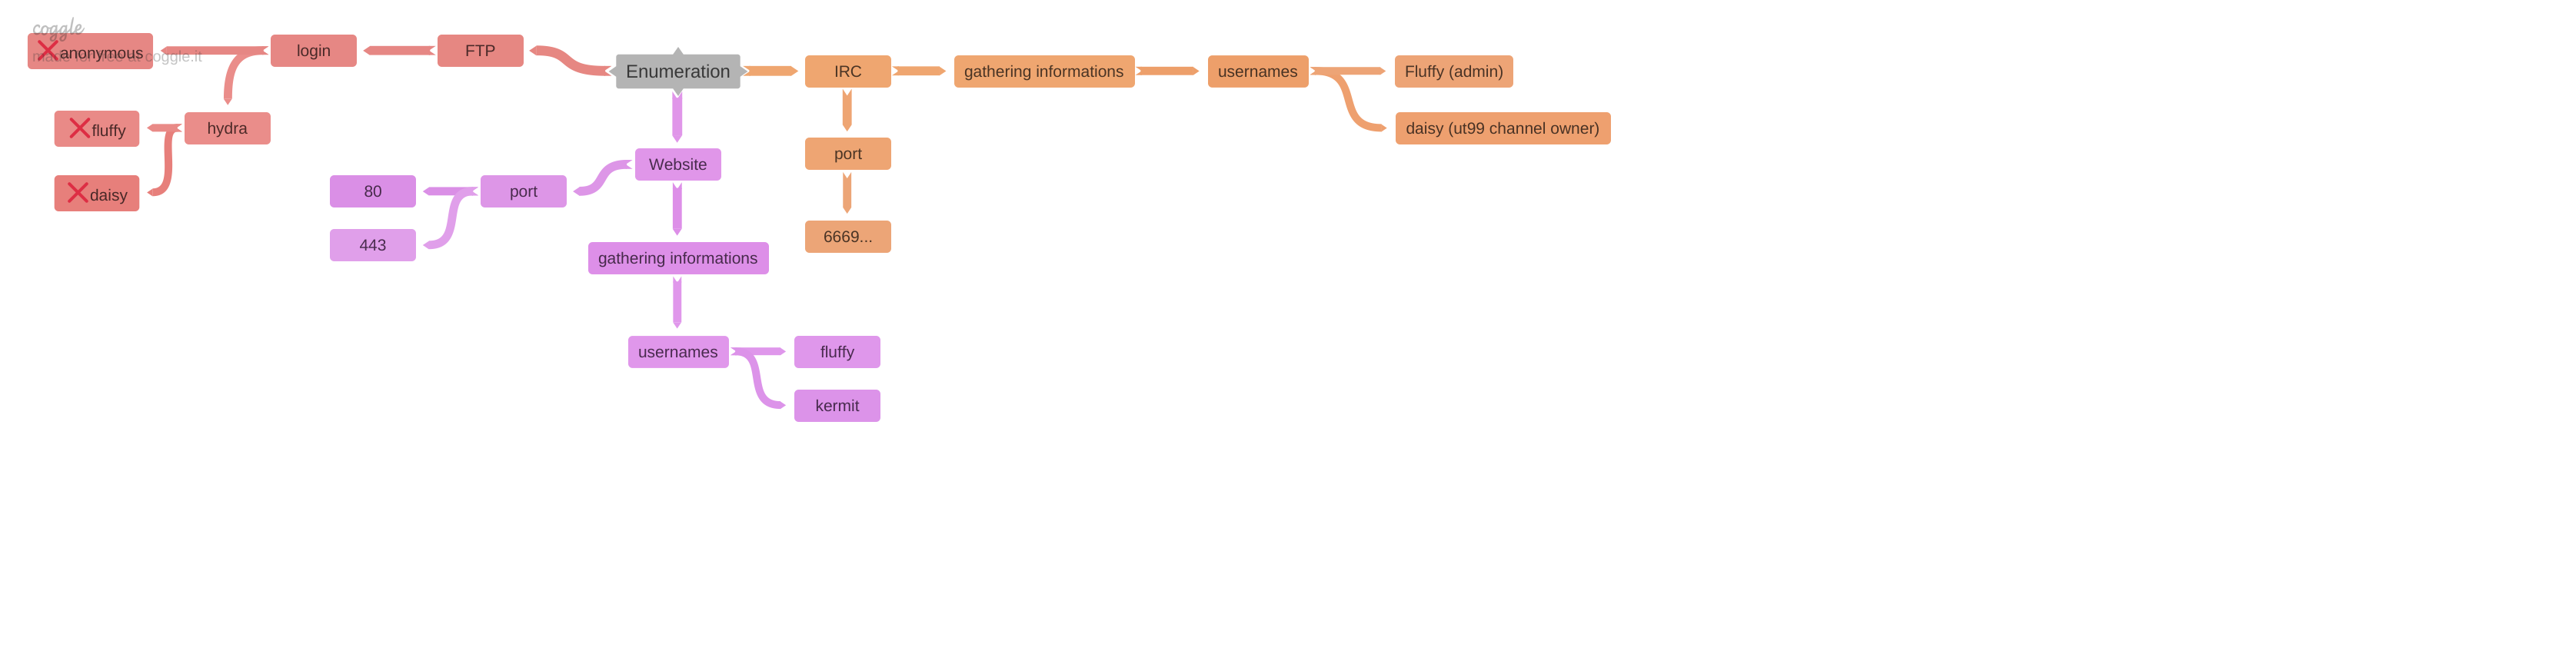 coggle
made for free at coggle.it
❌anonymous
login
FTP
Enumeration
IRC
gathering informations
usernames
Fluffy (admin)
daisy (ut99 channel owner)
❌fluffy
hydra
❌daisy
port
6669...
Website
80
port
443
gathering informations
usernames
fluffy
kermit